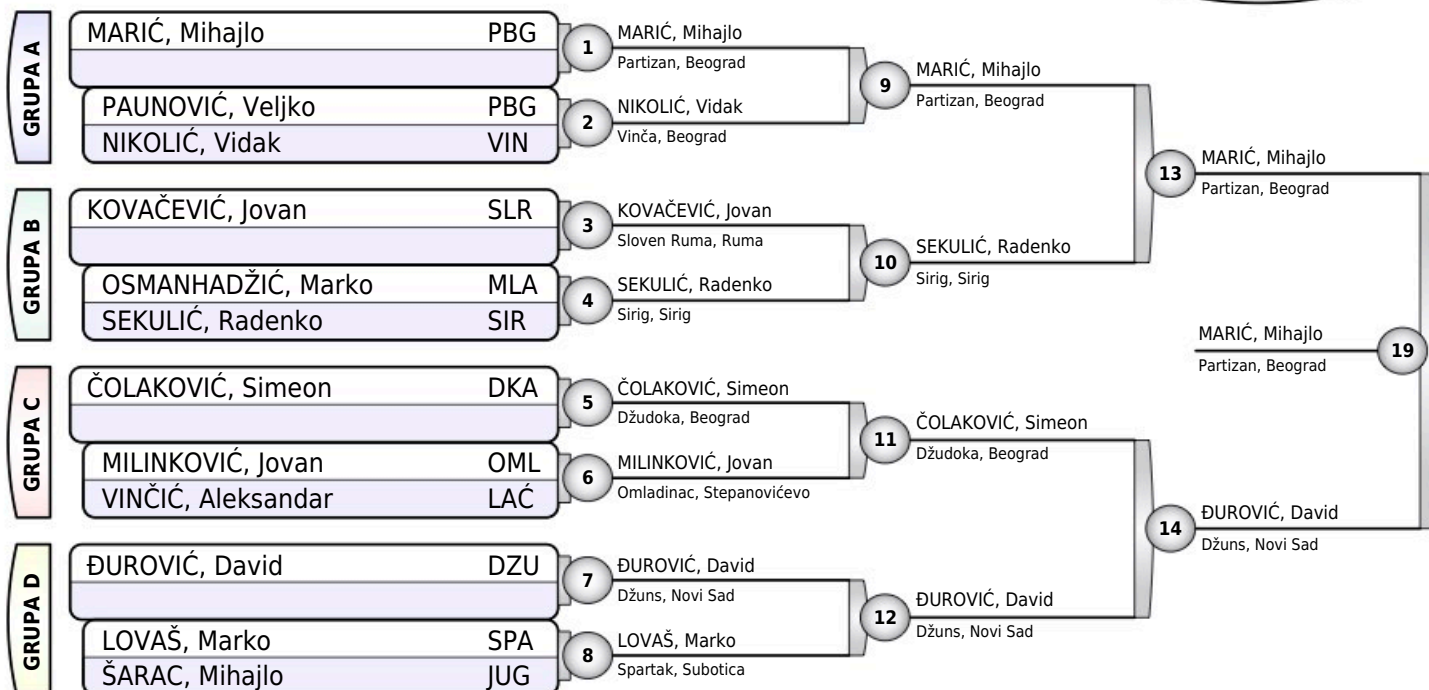 GRUPA A
MARIĆ, Mihajlo PBG
PAUNOVIĆ, Veljko PBG
NIKOLIĆ, Vidak VIN
GRUPA B
KOVAČEVIĆ, Jovan SLR
OSMANHADŽIĆ, Marko MLA
SEKULIĆ, Radenko SIR
GRUPA C
ČOLAKOVIĆ, Simeon DKA
MILINKOVIĆ, Jovan OML
VINČIĆ, Aleksandar LAĆ
GRUPA D
ĐUROVIĆ, David DZU
LOVAŠ, Marko SPA
ŠARAC, Mihajlo JUG
1
MARIĆ, Mihajlo
Partizan, Beograd
2
NIKOLIĆ, Vidak
Vinča, Beograd
3
KOVAČEVIĆ, Jovan
Sloven Ruma, Ruma
4
SEKULIĆ, Radenko
Sirig, Sirig
5
ČOLAKOVIĆ, Simeon
Džudoka, Beograd
6
MILINKOVIĆ, Jovan
Omladinac, Stepanovićevo
7
ĐUROVIĆ, David
Džuns, Novi Sad
8
LOVAŠ, Marko
Spartak, Subotica
9
MARIĆ, Mihajlo
Partizan, Beograd
10
SEKULIĆ, Radenko
Sirig, Sirig
11
ČOLAKOVIĆ, Simeon
Džudoka, Beograd
12
ĐUROVIĆ, David
Džuns, Novi Sad
13
MARIĆ, Mihajlo
Partizan, Beograd
14
ĐUROVIĆ, David
Džuns, Novi Sad
MARIĆ, Mihajlo
Partizan, Beograd
19